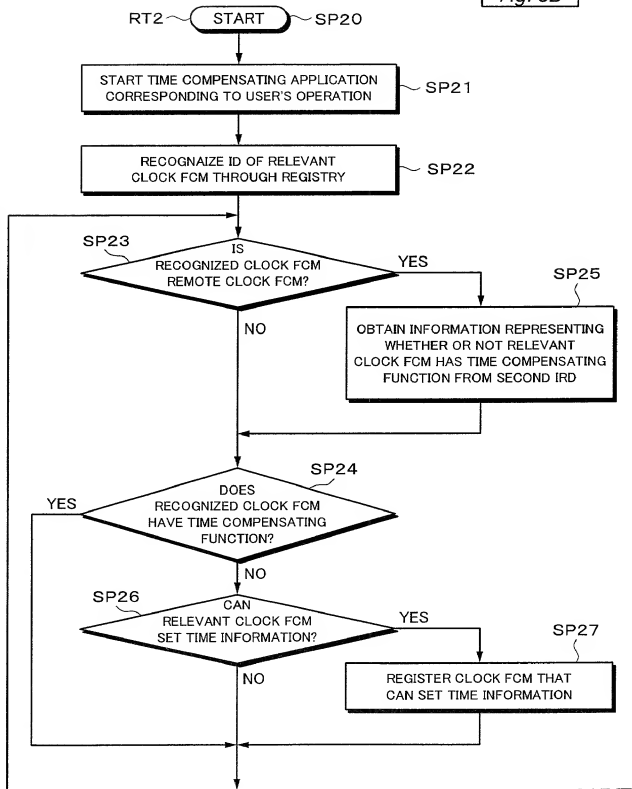 RT2
START
SP20
START TIME COMPENSATING APPLICATION
CORRESPONDING TO USER'S OPERATION
SP21
RECOGNAIZE ID OF RELEVANT
CLOCK FCM THROUGH REGISTRY
SP22
SP23
IS
RECOGNIZED CLOCK FCM
REMOTE CLOCK FCM?
YES
NO
SP25
OBTAIN INFORMATION REPRESENTING
WHETHER OR NOT RELEVANT
CLOCK FCM HAS TIME COMPENSATING
FUNCTION FROM SECOND IRD
SP24
YES
DOES
RECOGNIZED CLOCK FCM
HAVE TIME COMPENSATING
FUNCTION?
NO
SP26
CAN
RELEVANT CLOCK FCM
SET TIME INFORMATION?
YES
NO
SP27
REGISTER CLOCK FCM THAT
CAN SET TIME INFORMATION